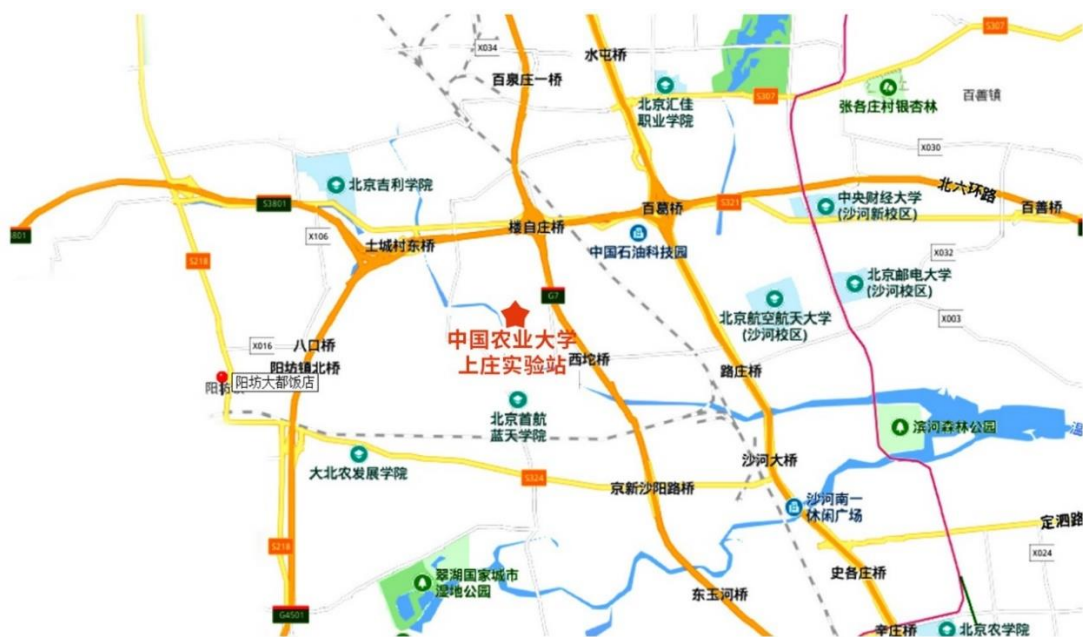 S307
X034
水屯桥
百泉庄一桥
北京汇佳
职业学院
S307
张各庄村银杏林
百善镇
X030
北京吉利学院
S3801
百葛桥
S321
北六环路
中央财经大学
(沙河新校区)
百善桥
801
X106
土城村东桥
楼自庄桥
中国石油科技园
X032
S218
北京邮电大学
(沙河校区)
G7
北京航空航天大学
(沙河校区)
X003
中国农业大学
上庄实验站
八口桥
X016
阳坊镇北桥
西坨桥
路庄桥
阳坊
阳坊大都饭店
北京首航
蓝天学院
滨河森林公园
大北农发展学院
沙河大桥
S324
京新沙阳路桥
沙河南一
休闲广场
定泗路
S218
X024
翠湖国家城市
湿地公园
史各庄桥
东玉河桥
G4501
辛庄桥
北京农学院